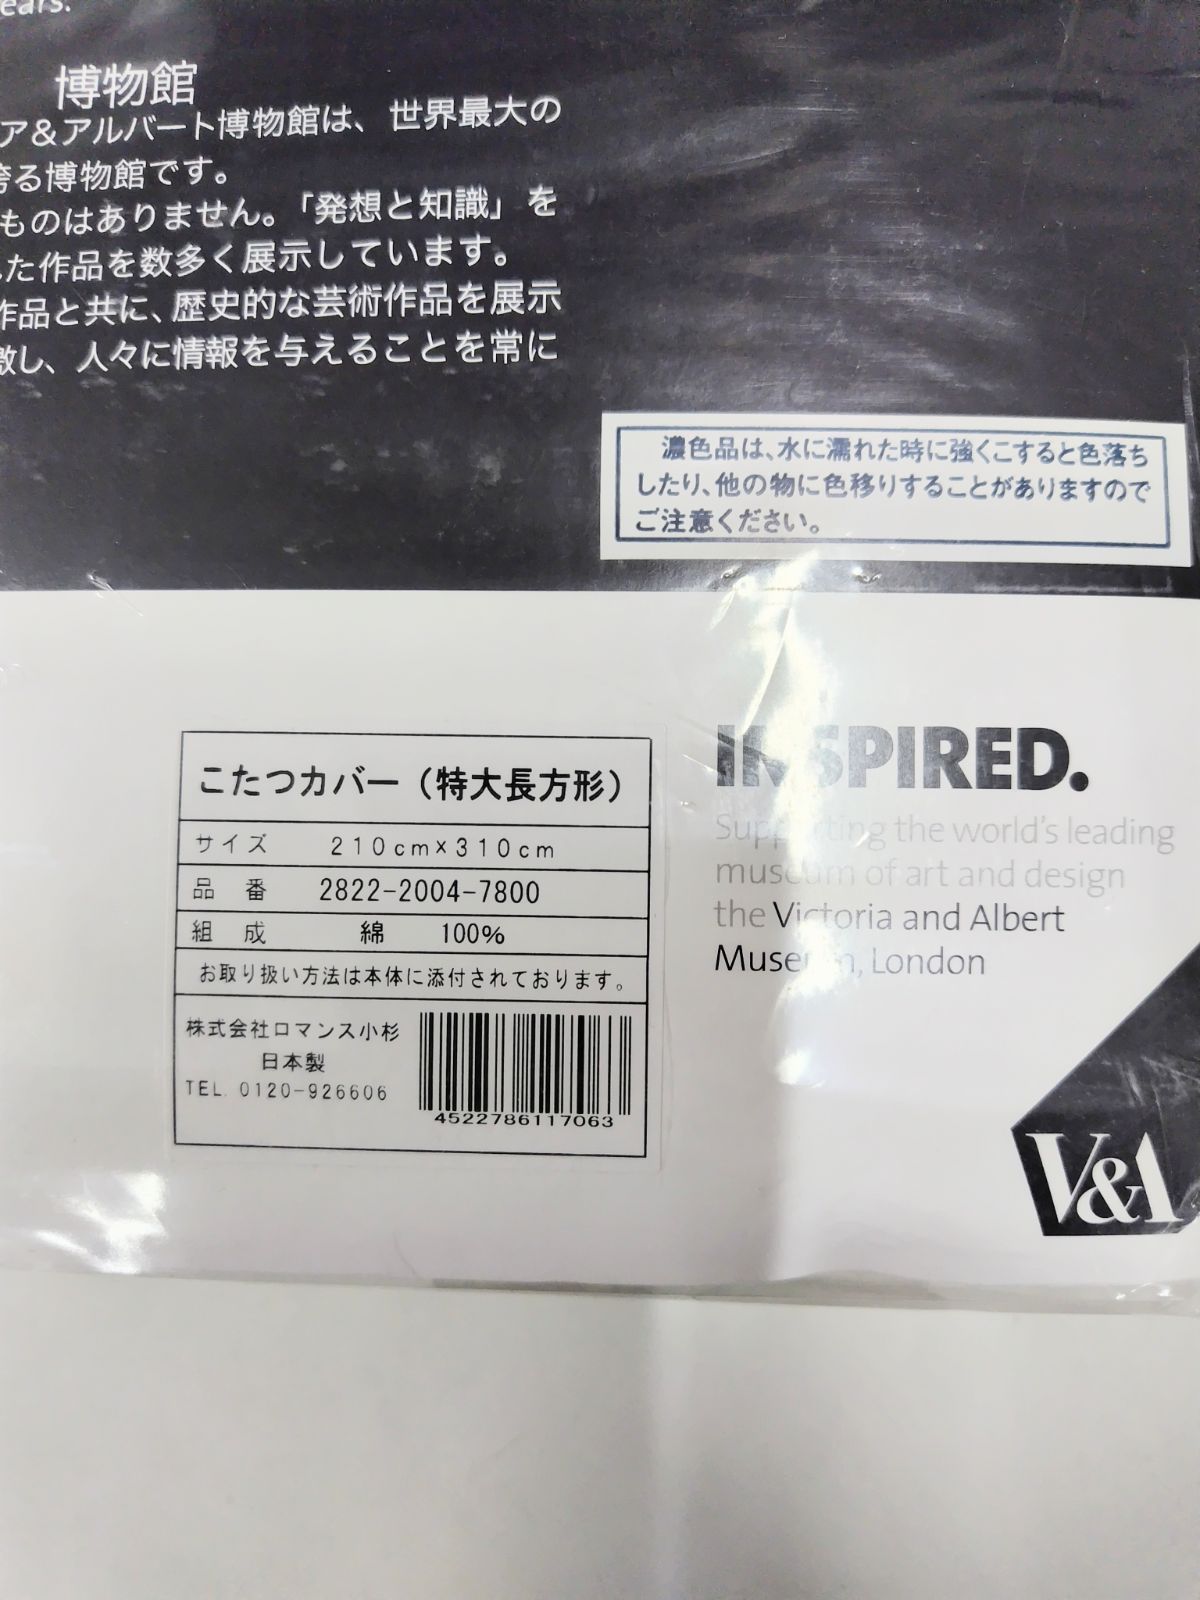 ears.
博物館
ア&アルバート博物館は、世界最大の
誇る博物館です。
ものはありません。「発想と知識」を
した作品を数多く展示しています。
作品と共に、歴史的な芸術作品を展示
激し、人々に情報を与えることを常に
濃色品は、水に濡れた時に強くこすると色落ち
したり、他の物に色移りすることがありますので
ご注意ください。
こたつカバー（特大長方形）
サイズ 210cm×310cm
品番 2822-2004-7800
組成 綿 100%
お取り扱い方法は本体に添付されております。
株式会社ロマンス小杉
日本製
TEL. 0120-926606
4522786117063
INSPIRED.
Supporting the world's leading
museum of art and design
the Victoria and Albert
Museum, London
V&A